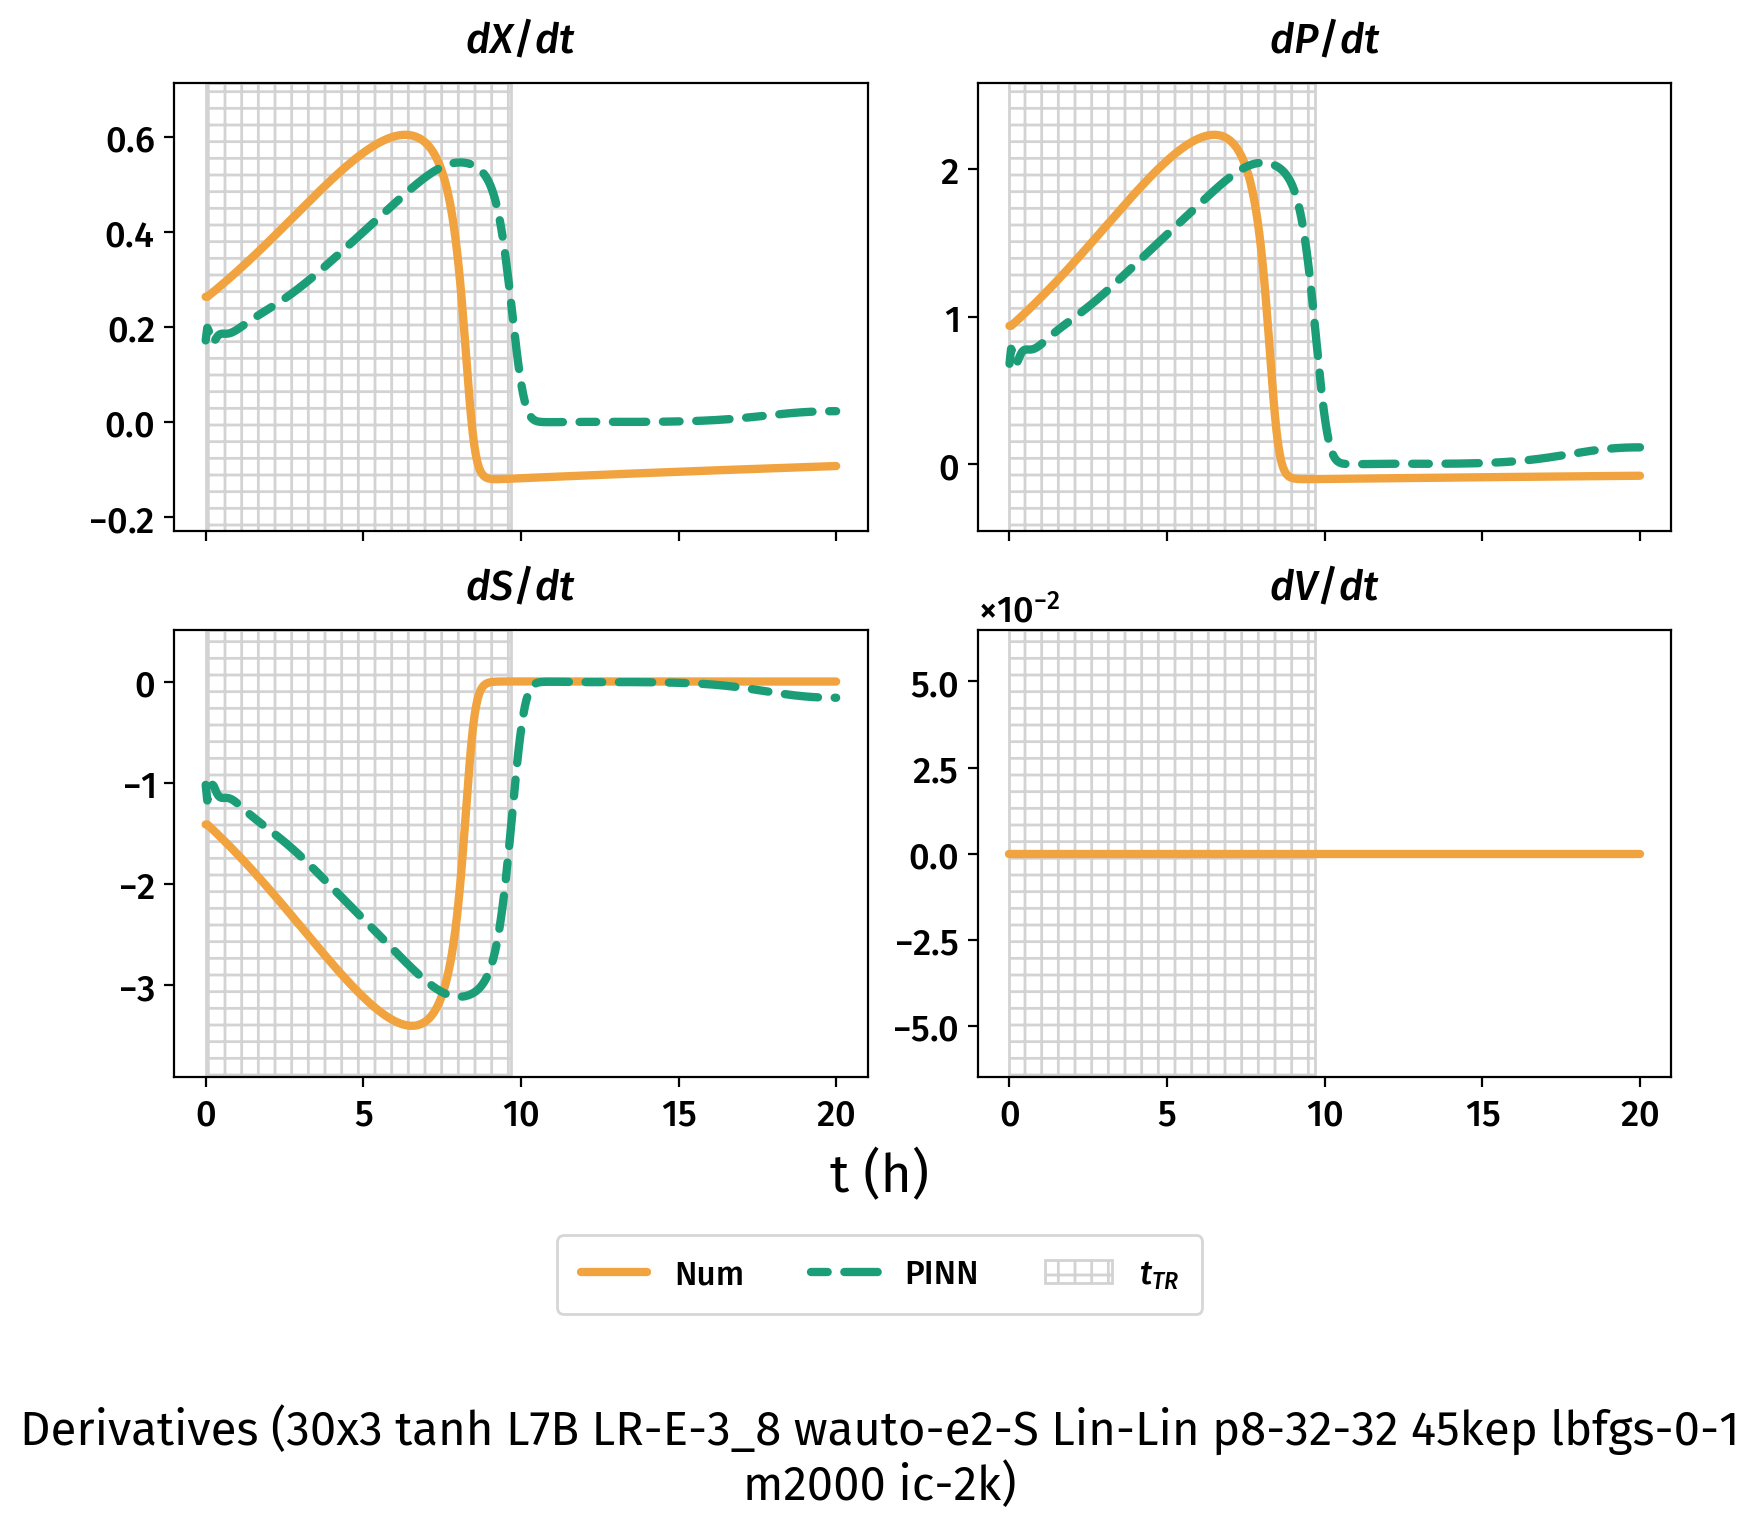 dX/dt
dP/dt
0.6
0.4
0.2
0.0
−0.2
2
1
0
dS/dt
dV/dt
×10⁻²
0
−1
−2
−3
5.0
2.5
0.0
−2.5
−5.0
0 5 10 15 20
0 5 10 15 20
t (h)
Num PINN t_TR
Derivatives (30x3 tanh L7B LR-E-3_8 wauto-e2-S Lin-Lin p8-32-32 45kep lbfgs-0-1
m2000 ic-2k)